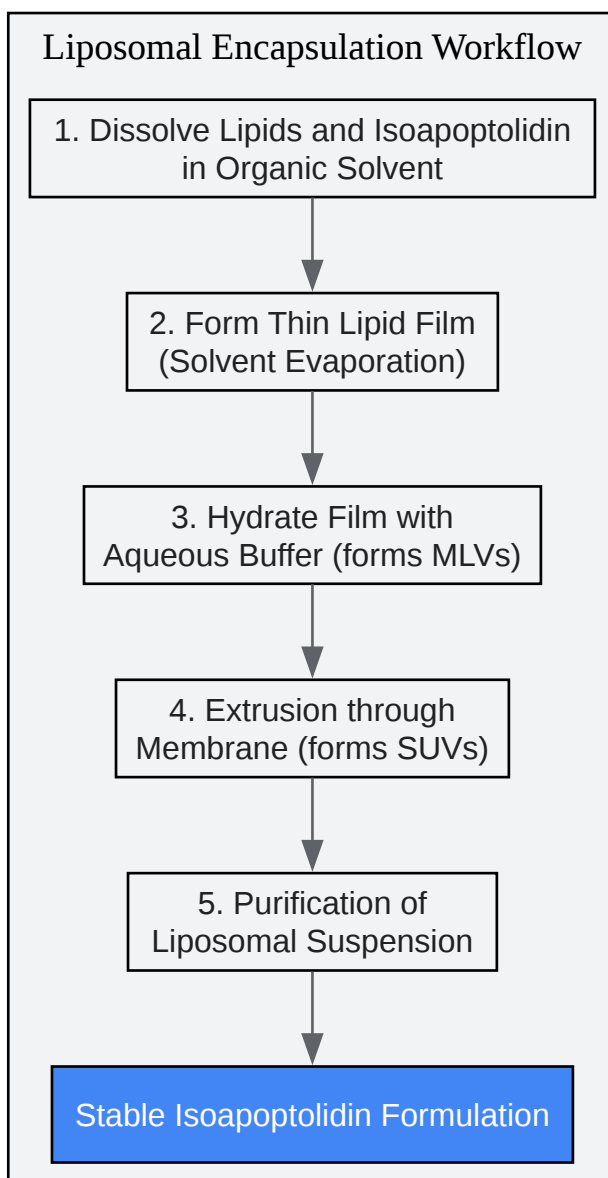 Liposomal Encapsulation Workflow
1. Dissolve Lipids and Isoapoptolidin
in Organic Solvent
2. Form Thin Lipid Film
(Solvent Evaporation)
3. Hydrate Film with
Aqueous Buffer (forms MLVs)
4. Extrusion through
Membrane (forms SUVs)
5. Purification of
Liposomal Suspension
Stable Isoapoptolidin Formulation